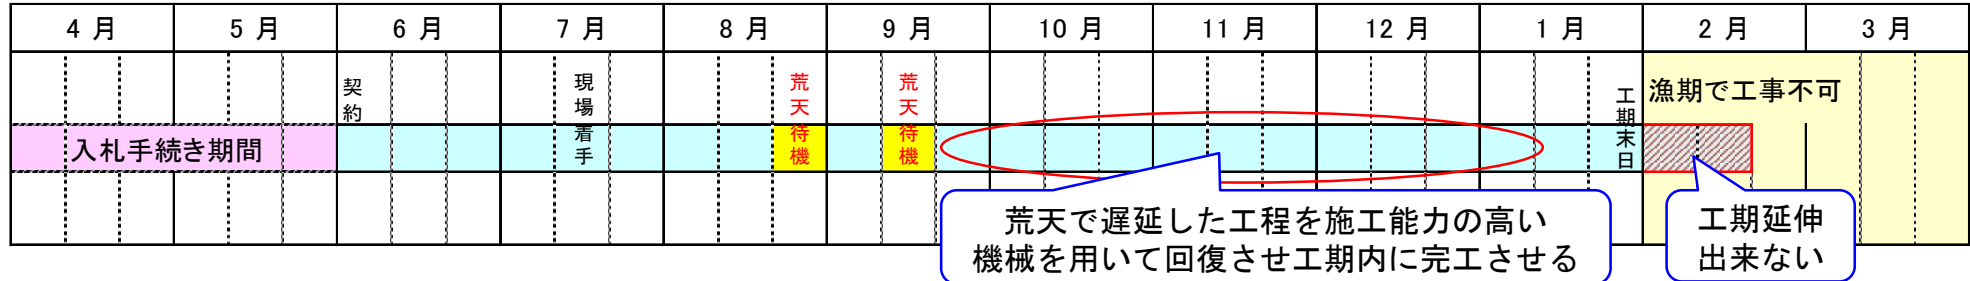 4 月
5 月
6 月
7 月
8 月
9 月
10 月
11 月
12 月
1 月
2 月
3 月
契約
現場着手
荒天待機
荒天待機
工期末日
漁期で工事不可
入札手続き期間
荒天で遅延した工程を施工能力の高い
機械を用いて回復させ工期内に完工させる
工期延伸
出来ない